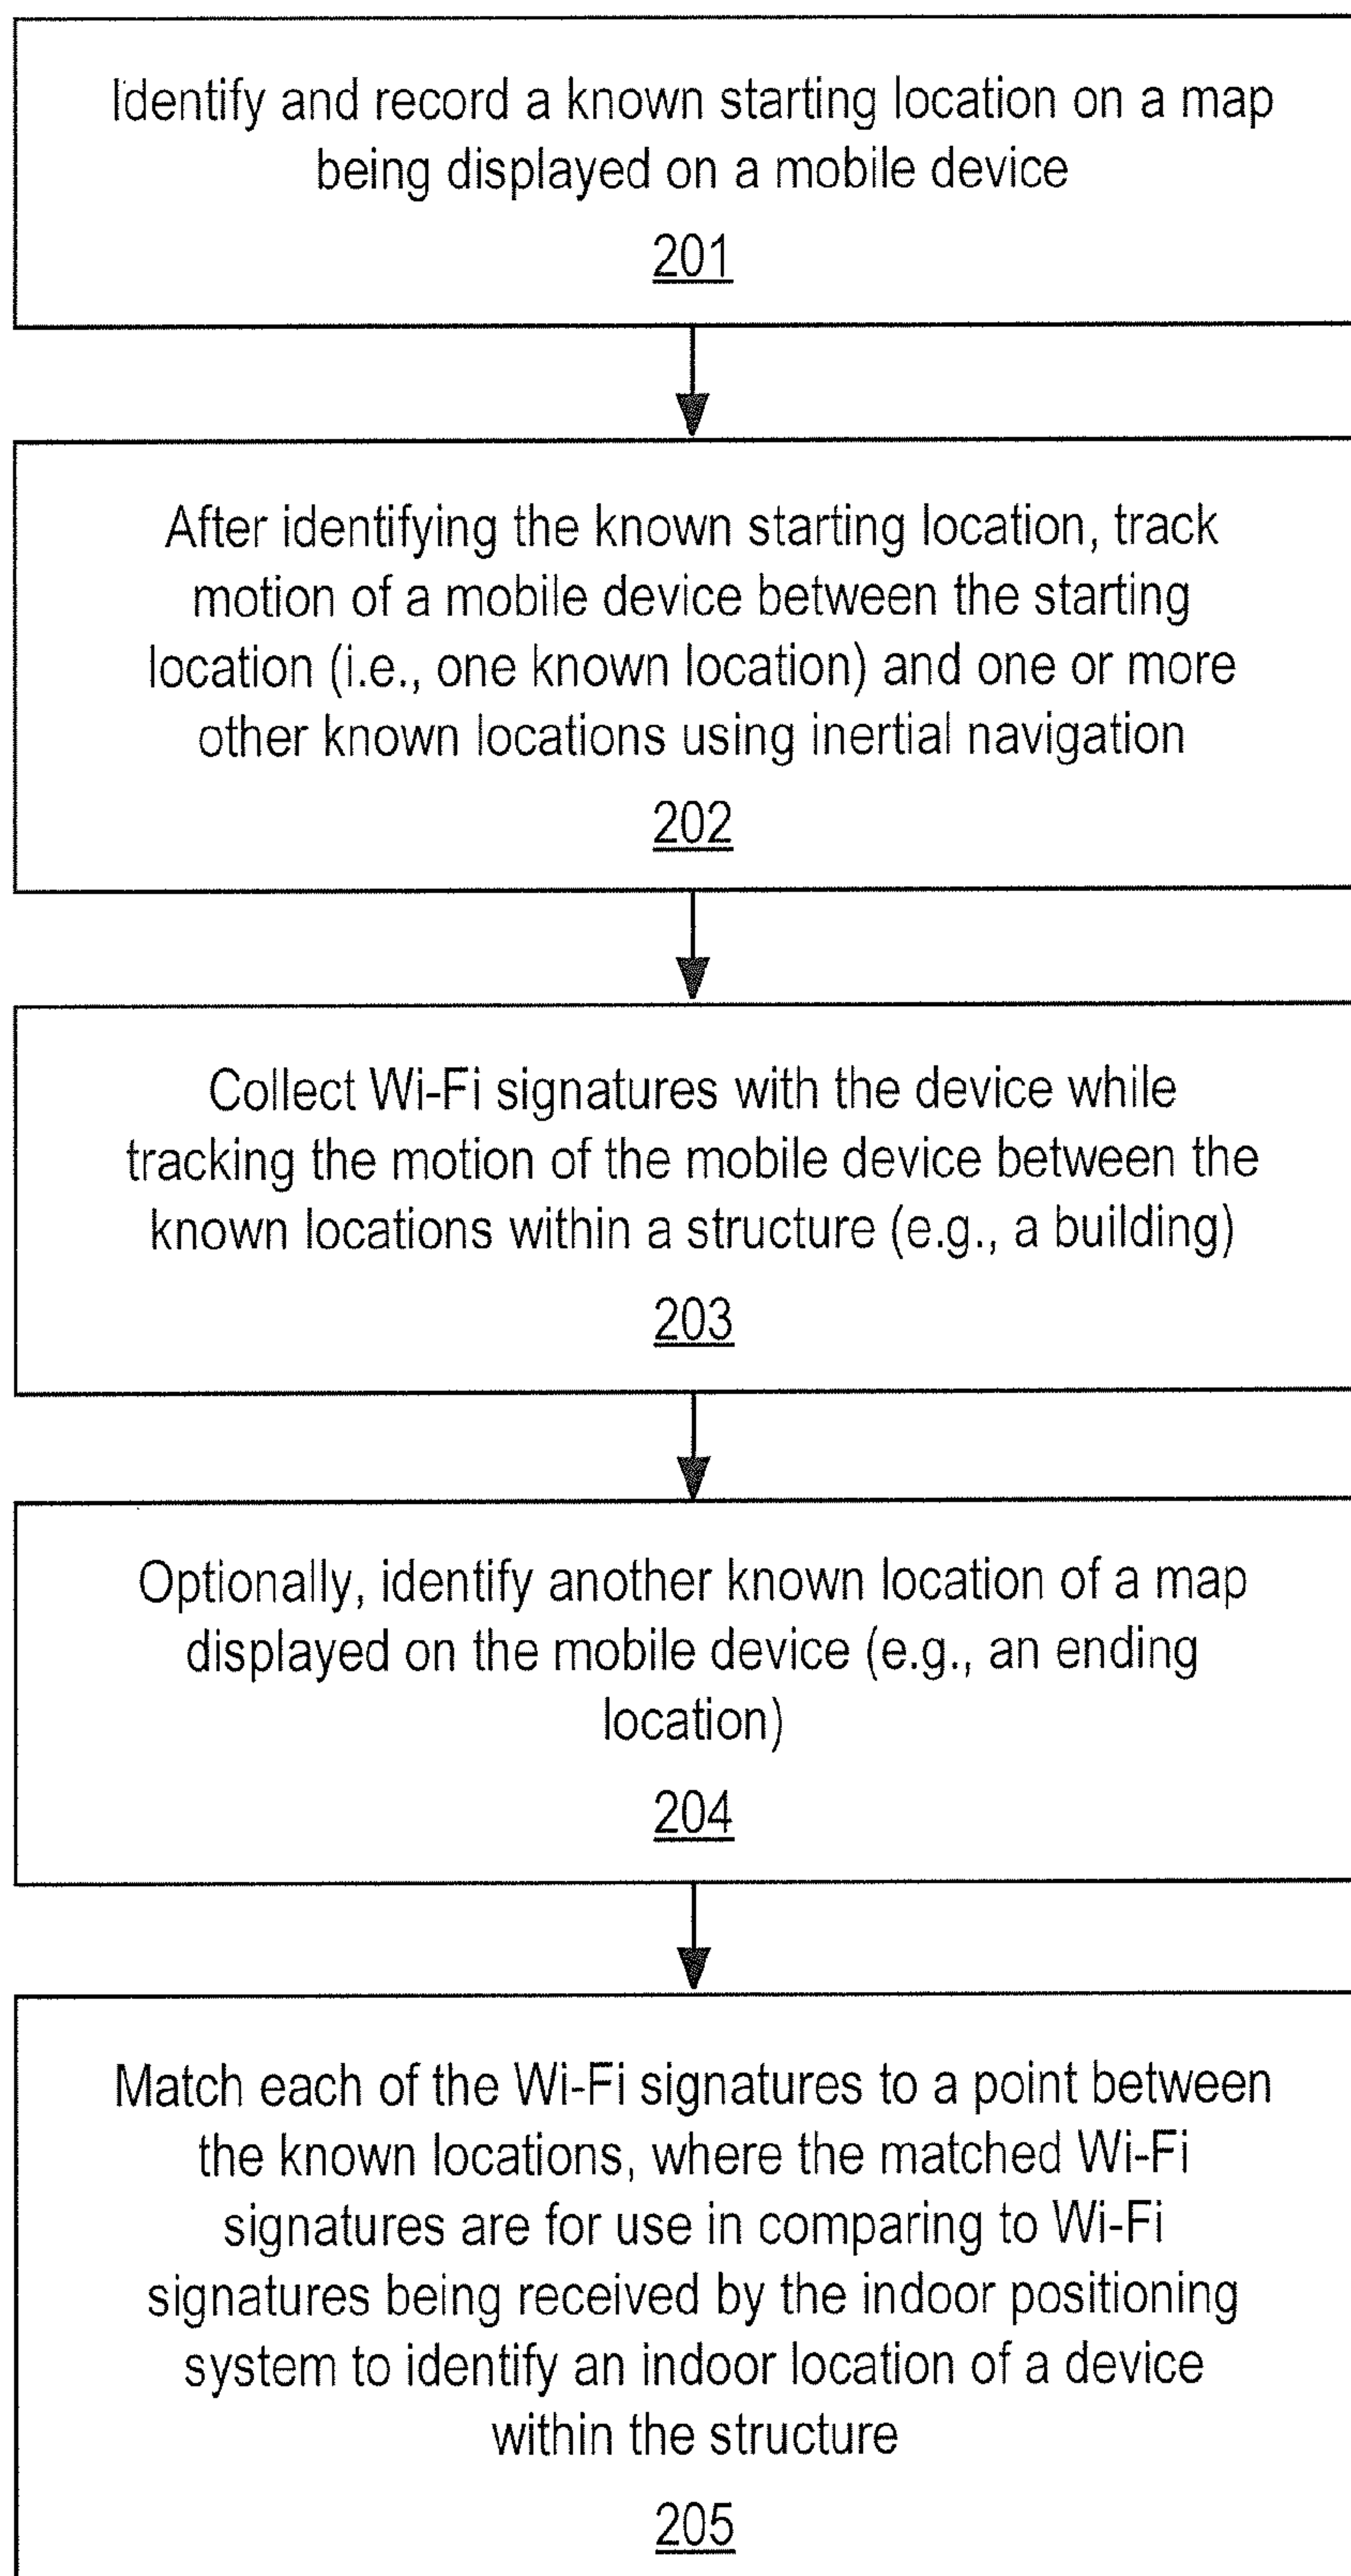 Identify and record a known starting location on a map
being displayed on a mobile device
201
After identifying the known starting location, track
motion of a mobile device between the starting
location (i.e., one known location) and one or more
other known locations using inertial navigation
202
Collect Wi-Fi signatures with the device while
tracking the motion of the mobile device between the
known locations within a structure (e.g., a building)
203
Optionally, identify another known location of a map
displayed on the mobile device (e.g., an ending
location)
204
Match each of the Wi-Fi signatures to a point between
the known locations, where the matched Wi-Fi
signatures are for use in comparing to Wi-Fi
signatures being received by the indoor positioning
system to identify an indoor location of a device
within the structure
205